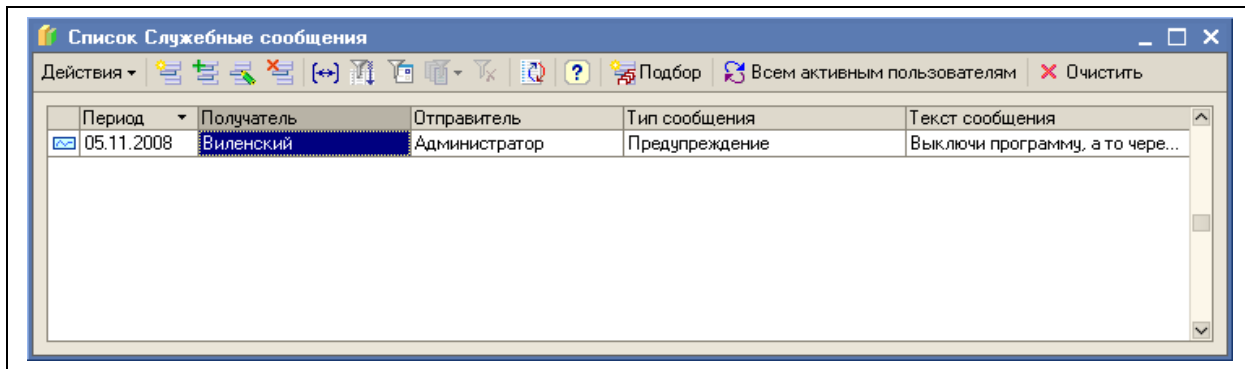 Список Служебные сообщения
Действия Подбор Всем активным пользователям Очистить
Период Получатель Отправитель Тип сообщения Текст сообщения
05.11.2008 Виленский Администратор Предупреждение Выключи программу, а то чере...